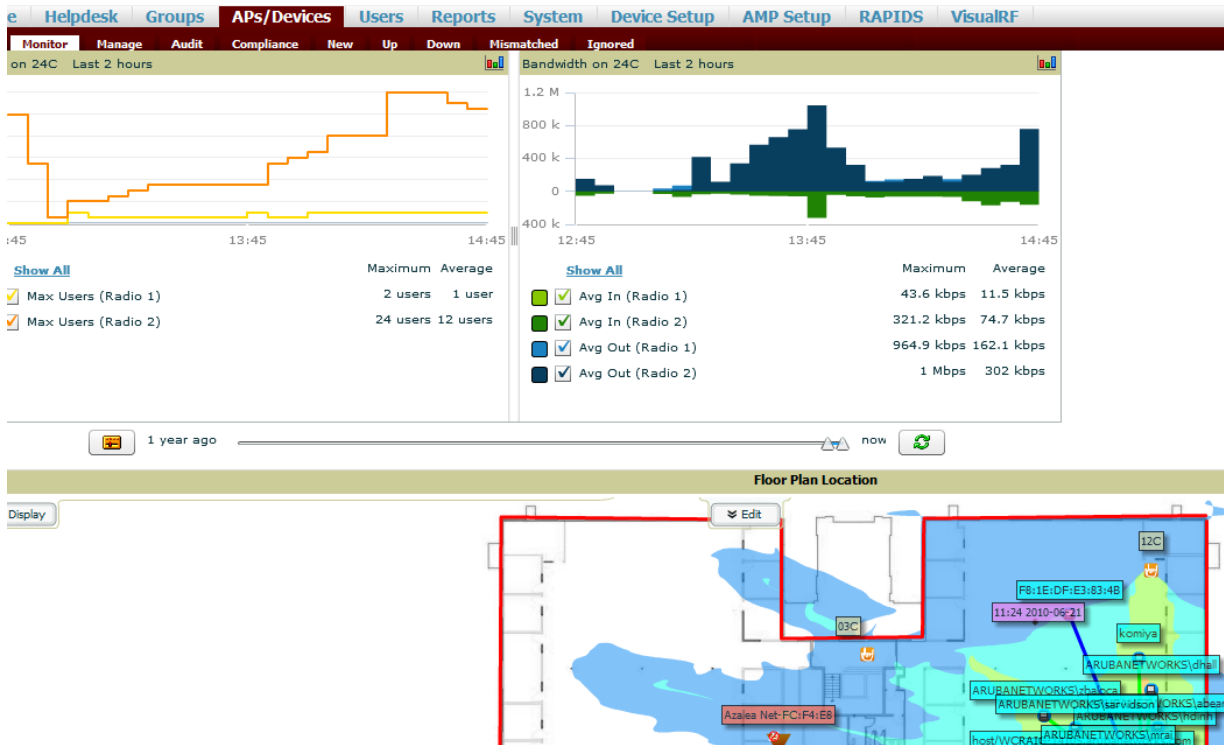 e Helpdesk Groups APs/Devices Users Reports System Device Setup AMP Setup RAPIDS VisualRF
Monitor Manage Audit Compliance New Up Down Mismatched Ignored
on 24C Last 2 hours
:45 13:45 14:45
Show All Maximum Average
Max Users (Radio 1) 2 users 1 user
Max Users (Radio 2) 24 users 12 users
Bandwidth on 24C Last 2 hours
1.2 M
800 k
400 k
0
400 k
12:45 13:45 14:45
Show All Maximum Average
Avg In (Radio 1) 43.6 kbps 11.5 kbps
Avg In (Radio 2) 321.2 kbps 74.7 kbps
Avg Out (Radio 1) 964.9 kbps 162.1 kbps
Avg Out (Radio 2) 1 Mbps 302 kbps
1 year ago now
Floor Plan Location
Display
Edit
12C
F8:1E:DF:E3:83:4B
11:24 2010-06-21
03C
komiya
ARUBANETWORKS\dhall
ARUBANETWORKS\
ARUBANETWORKS\sarvidson
ARUBANETWORKS\hdinh
Azalea Net-FC:F4:E8
ARUBANETWORKS\mrai
host/WCRAI